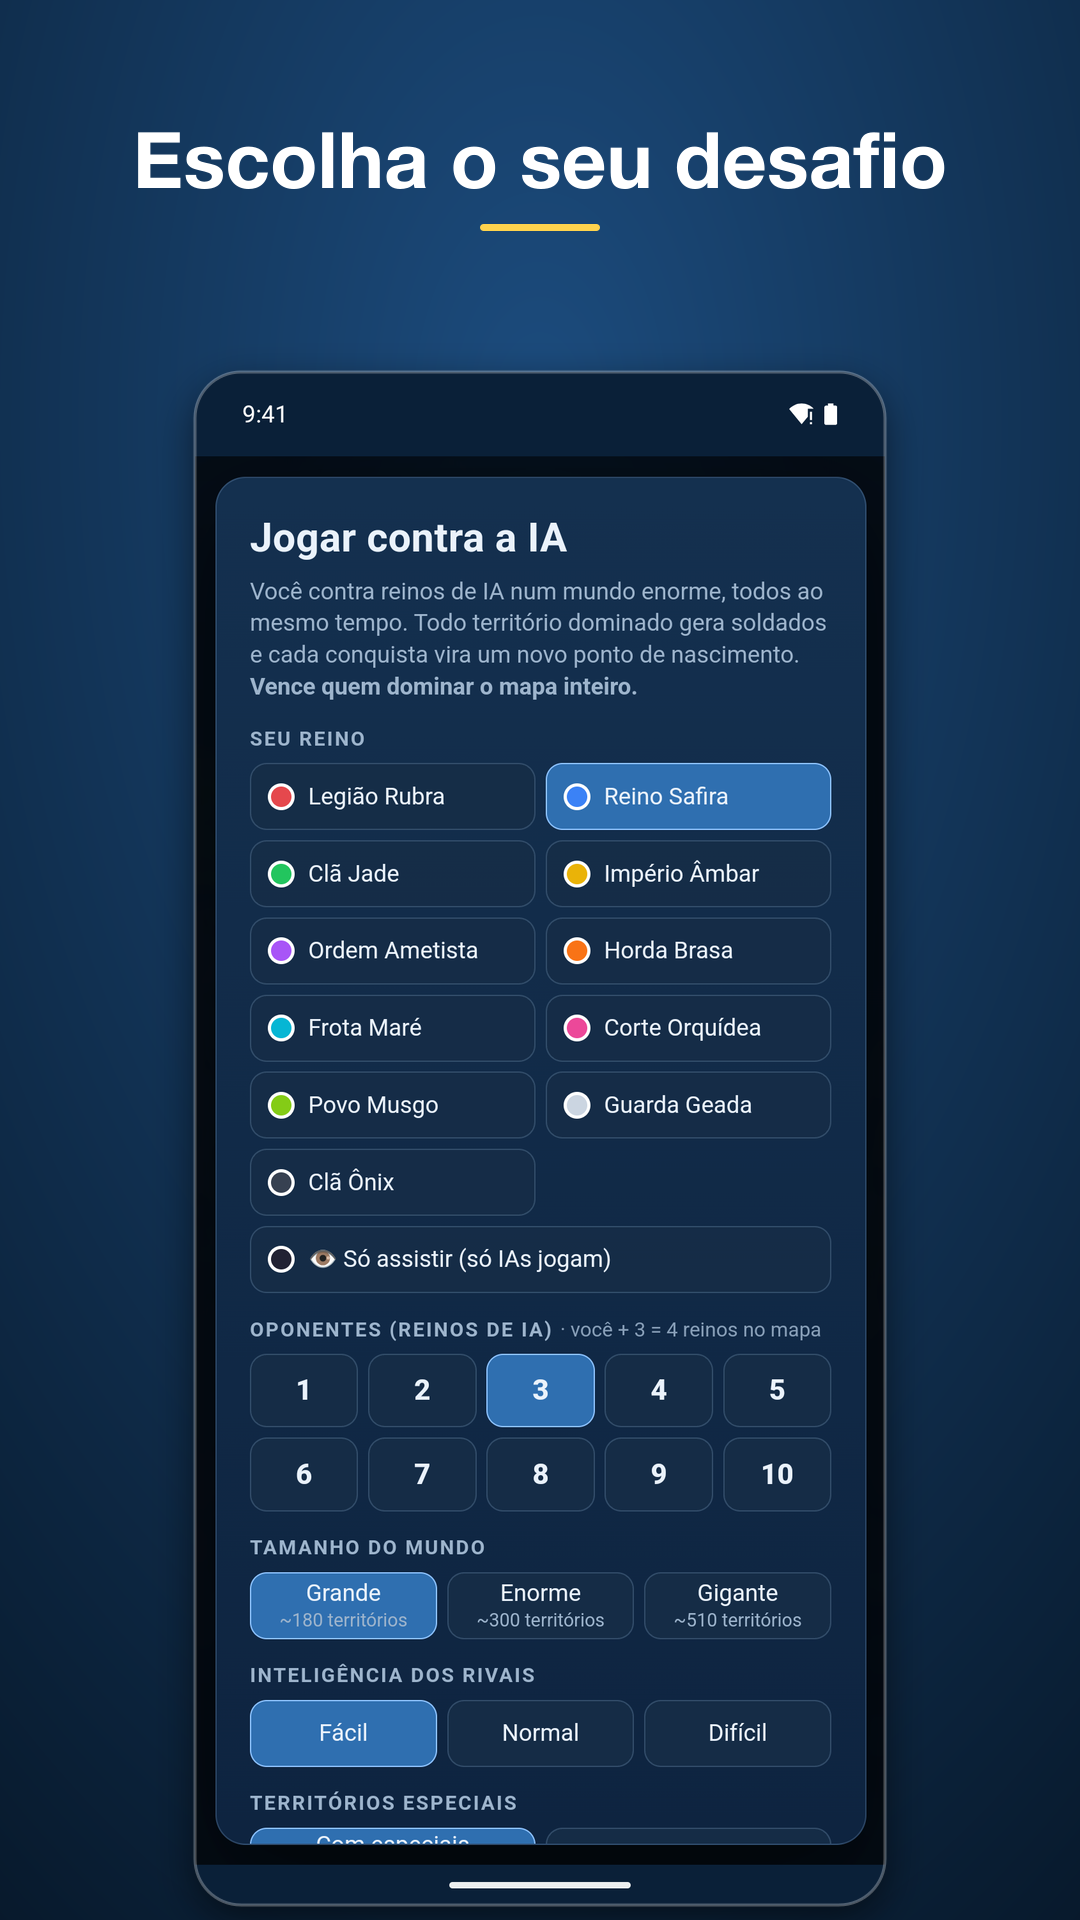 Escolha o seu desafio
9:41
Jogar contra a IA
Você contra reinos de IA num mundo enorme, todos ao
mesmo tempo. Todo território dominado gera soldados
e cada conquista vira um novo ponto de nascimento.
Vence quem dominar o mapa inteiro.
SEU REINO
Legião Rubra
Reino Safira
Clã Jade
Império Âmbar
Ordem Ametista
Horda Brasa
Frota Maré
Corte Orquídea
Povo Musgo
Guarda Geada
Clã Ônix
👁️ Só assistir (só IAs jogam)
OPONENTES (REINOS DE IA) · você + 3 = 4 reinos no mapa
1 2 3 4 5
6 7 8 9 10
TAMANHO DO MUNDO
Grande
~180 territórios
Enorme
~300 territórios
Gigante
~510 territórios
INTELIGÊNCIA DOS RIVAIS
Fácil
Normal
Difícil
TERRITÓRIOS ESPECIAIS
Com especiais